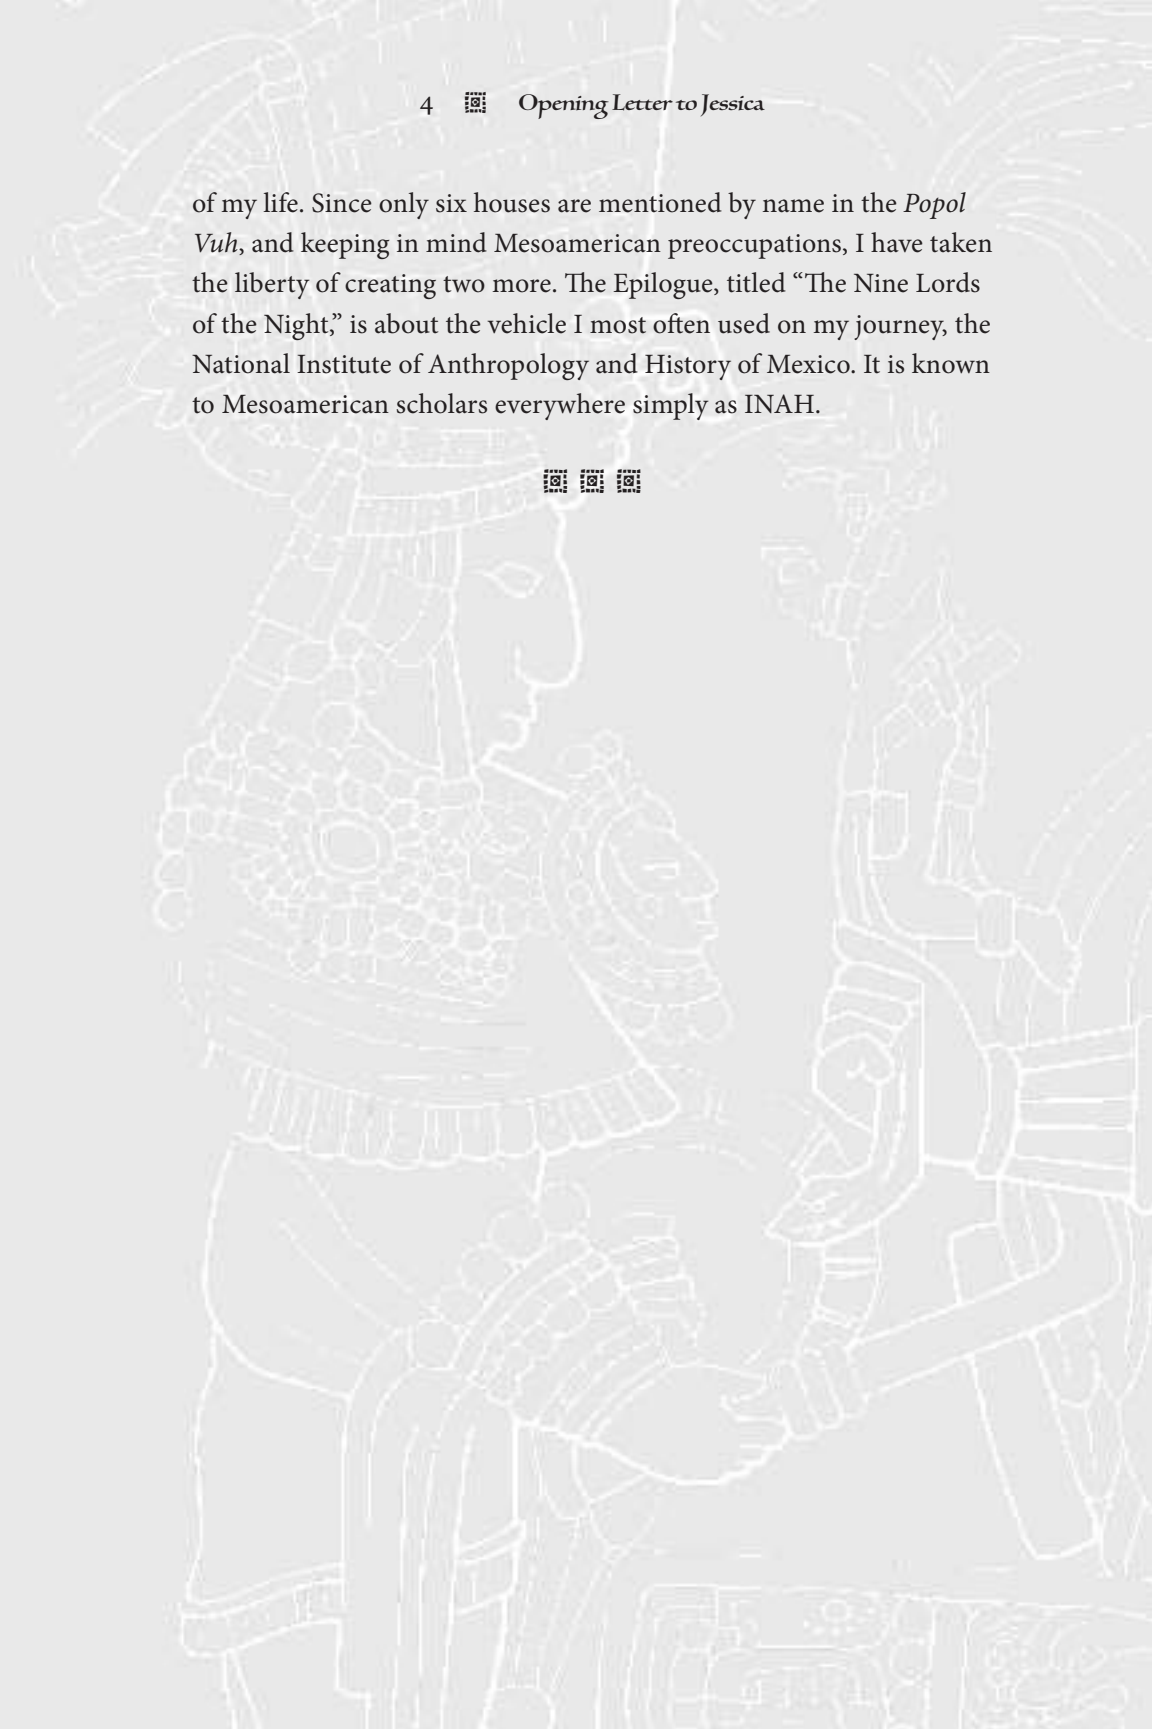 4 Opening Letter to Jessica
of my life. Since only six houses are mentioned by name in the Popol
Vuh, and keeping in mind Mesoamerican preoccupations, I have taken
the liberty of creating two more. The Epilogue, titled “The Nine Lords
of the Night,” is about the vehicle I most often used on my journey, the
National Institute of Anthropology and History of Mexico. It is known
to Mesoamerican scholars everywhere simply as INAH.